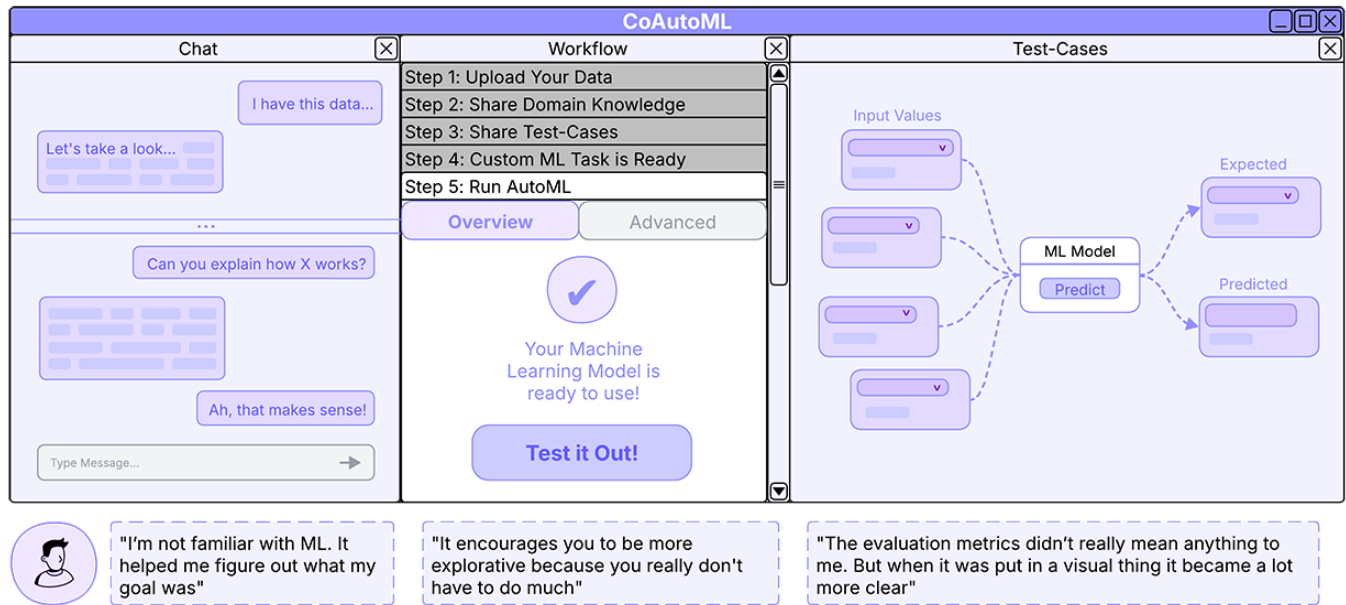 CoAutoML
Chat
I have this data...
Let's take a look...
...
Can you explain how X works?
Ah, that makes sense!
Type Message...
Workflow
Step 1: Upload Your Data
Step 2: Share Domain Knowledge
Step 3: Share Test-Cases
Step 4: Custom ML Task is Ready
Step 5: Run AutoML
Overview
Advanced
Your Machine
Learning Model is
ready to use!
Test it Out!
Test-Cases
Input Values
ML Model
Predict
Expected
Predicted
"I'm not familiar with ML. It
helped me figure out what my
goal was"
"It encourages you to be more
explorative because you really don't
have to do much"
"The evaluation metrics didn't really mean anything to
me. But when it was put in a visual thing it became a lot
more clear"